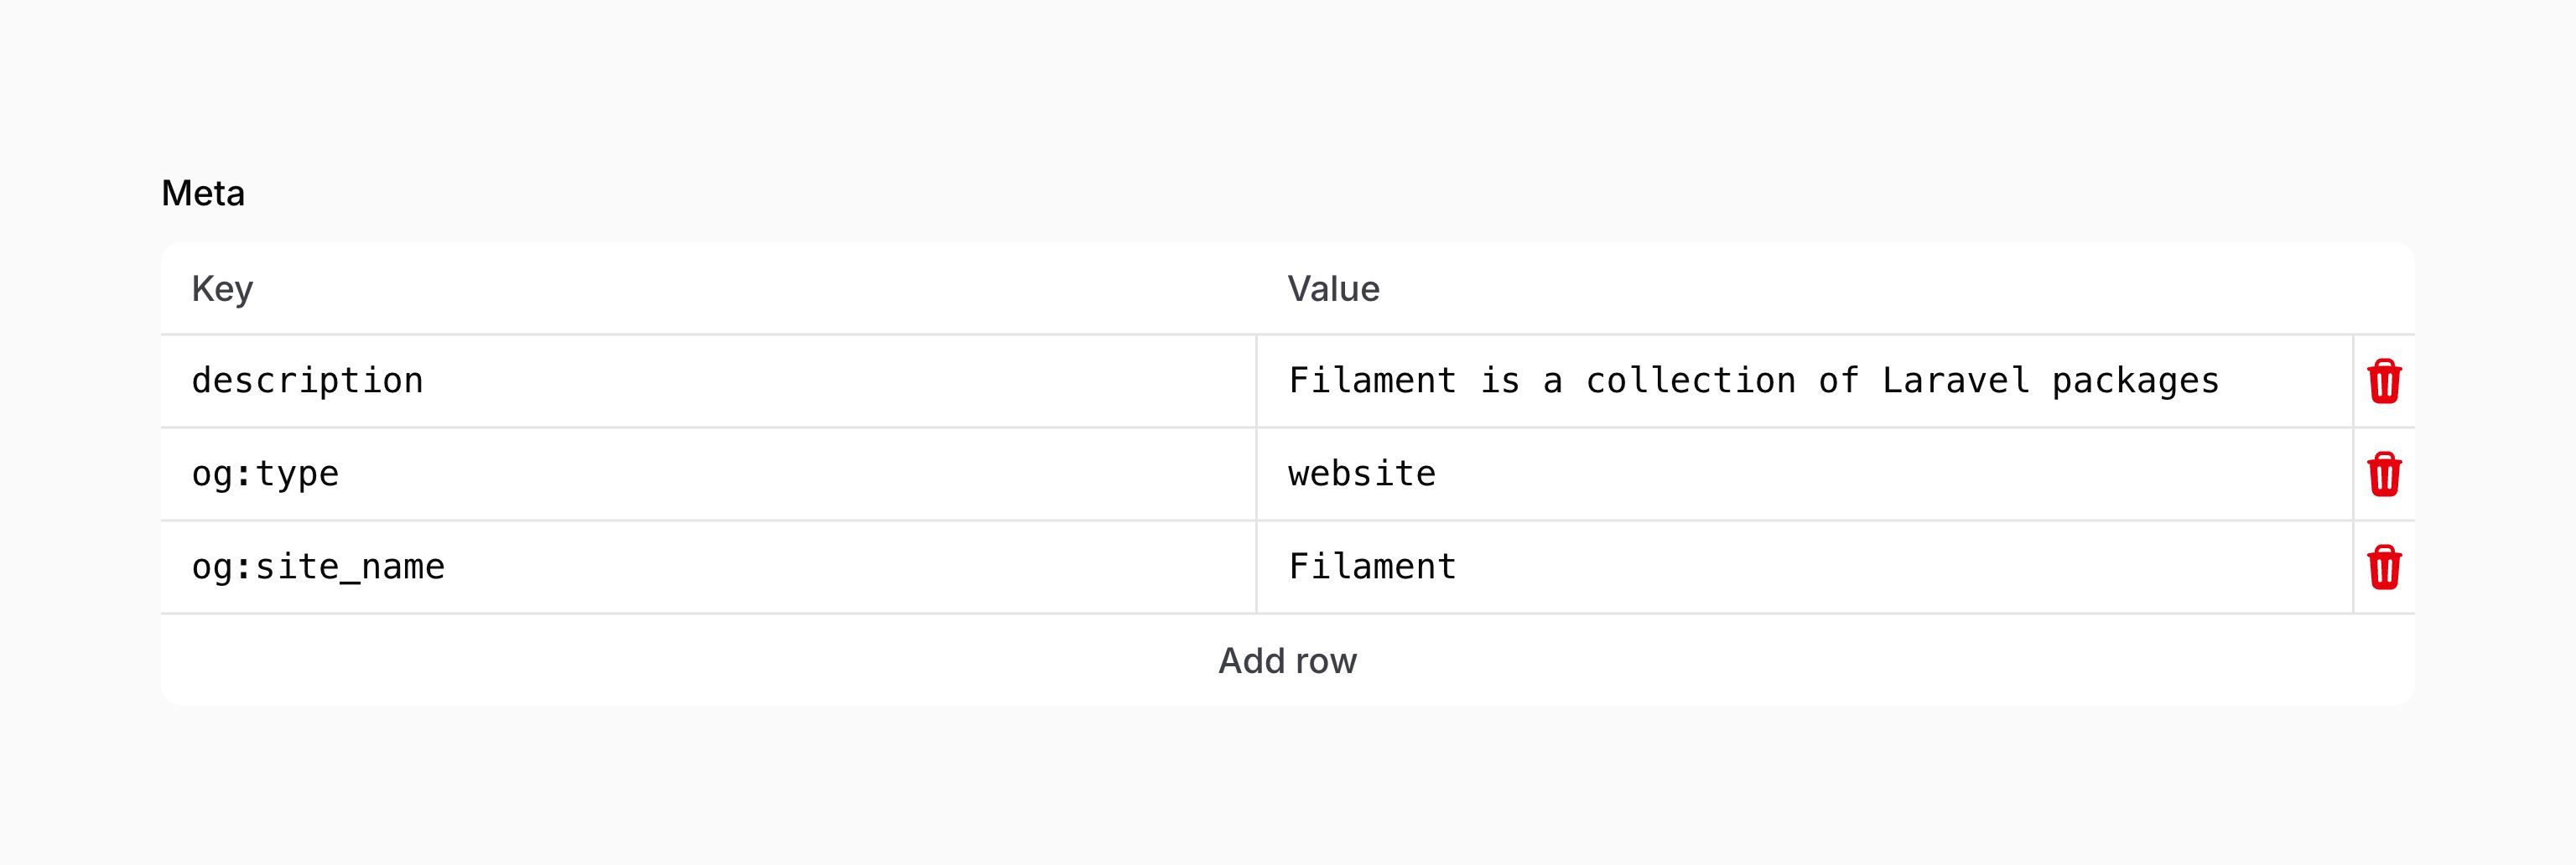 Meta
Key Value
description Filament is a collection of Laravel packages
og:type website
og:site_name Filament
Add row